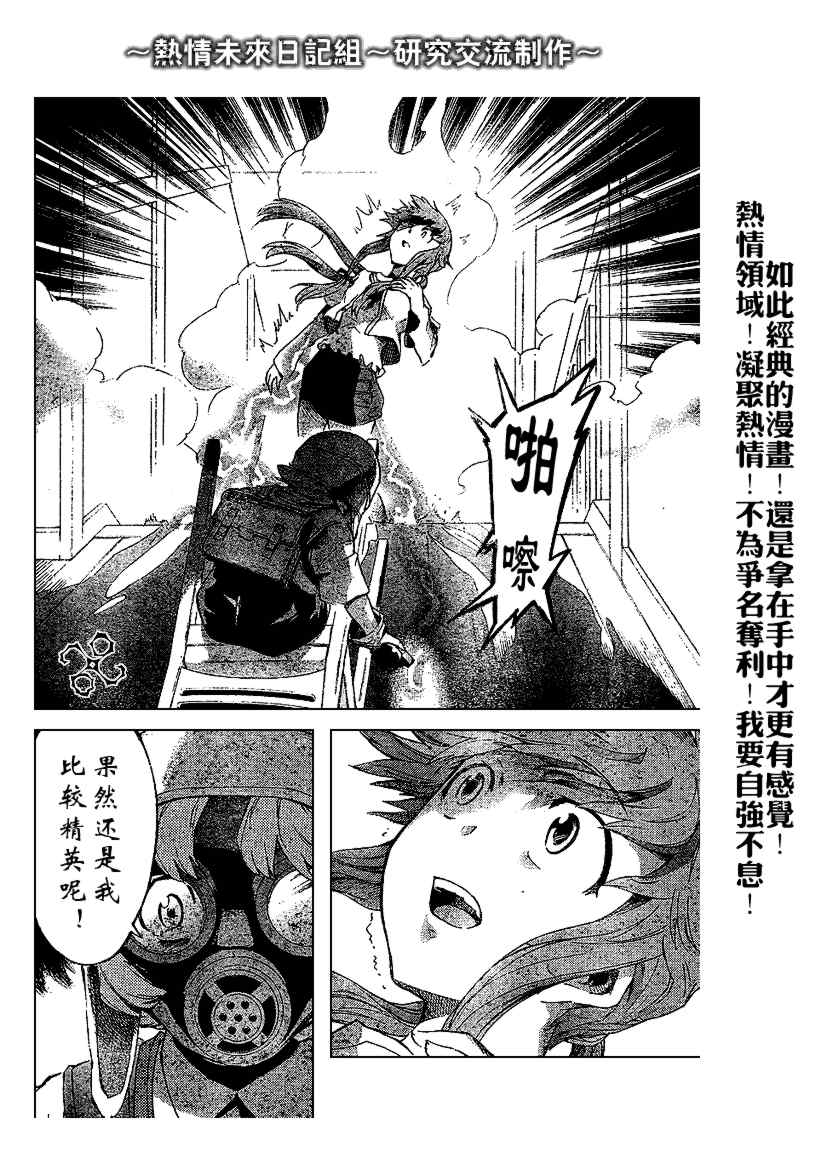 ～熱情未來日記組～研究交流制作～
如此經典的漫畫！還是拿在手中才更有感覺！
熱情領域！凝聚熱情！不為爭名奪利！我要自強不息！
啪
嚓
果然还是我
比较精英呢！